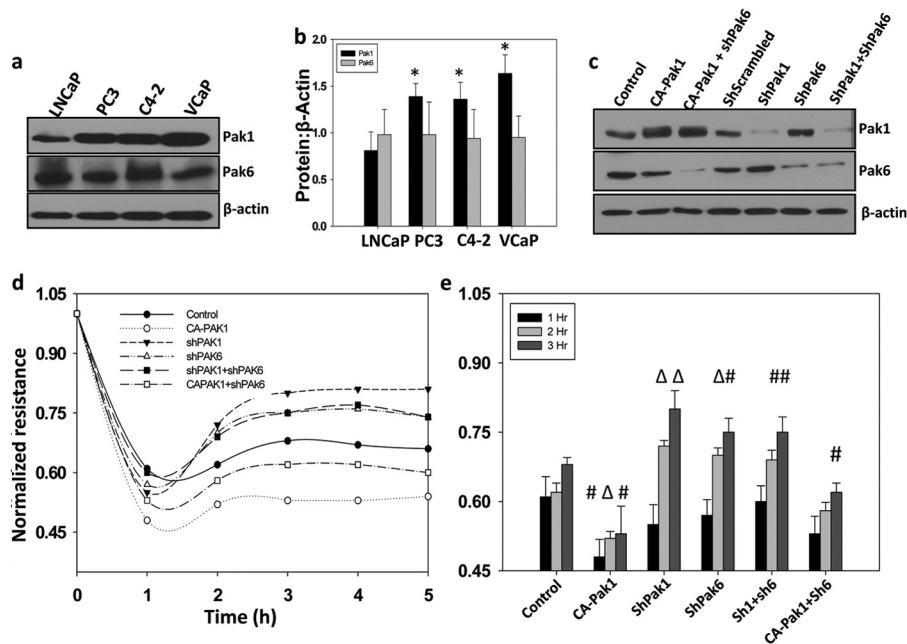 a
LNCaP
PC3
C4-2
VCaP
Pak1
Pak6
β-actin
b
Pak1
Pak6
* * *
Protein:β-Actin
2.0
1.5
1.0
0.5
0.0
LNCaP PC3 C4-2 VCaP
c
Control
CA-Pak1
CA-Pak1 + shPak6
ShScrambled
ShPak1
ShPak6
ShPak1+ShPak6
Pak1
Pak6
β-actin
d
Normalized resistance
1.05
0.90
0.75
0.60
0.45
Control
CA-PAK1
shPAK1
shPAK6
shPAK1+shPAK6
CAPAK1+shPAk6
0 1 2 3 4 5
Time (h)
e
1.05
0.90
0.75
0.60
0.45
1 Hr
2 Hr
3 Hr
# Δ #
Δ Δ
Δ#
##
#
Control
CA-Pak1
ShPak1
ShPak6
Sh1+sh6
CA-Pak1+Sh6